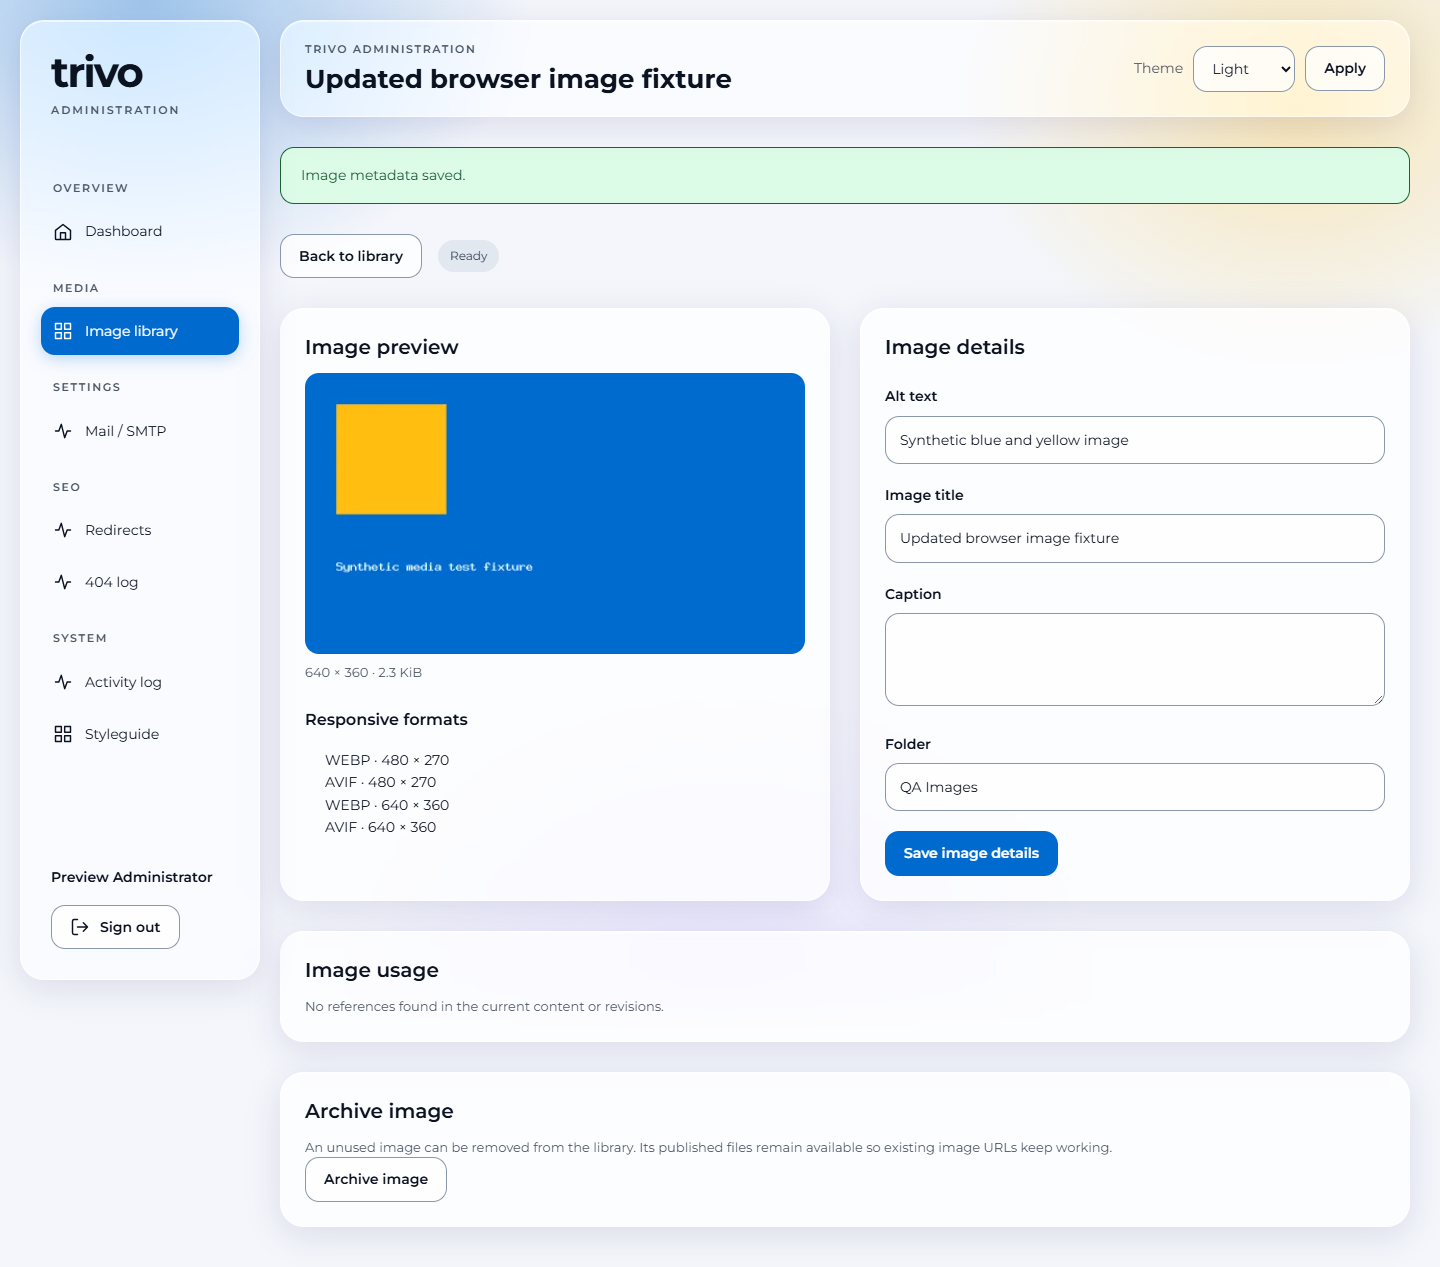 trivo
ADMINISTRATION
OVERVIEW
Dashboard
MEDIA
Image library
SETTINGS
Mail / SMTP
SEO
Redirects
404 log
SYSTEM
Activity log
Styleguide
Preview Administrator
Sign out
TRIVO ADMINISTRATION
Updated browser image fixture
Theme
Light
Apply
Image metadata saved.
Back to library
Ready
Image preview
Synthetic media test fixture
640 × 360 · 2.3 KiB
Responsive formats
WEBP · 480 × 270
AVIF · 480 × 270
WEBP · 640 × 360
AVIF · 640 × 360
Image details
Alt text
Synthetic blue and yellow image
Image title
Updated browser image fixture
Caption
Folder
QA Images
Save image details
Image usage
No references found in the current content or revisions.
Archive image
An unused image can be removed from the library. Its published files remain available so existing image URLs keep working.
Archive image